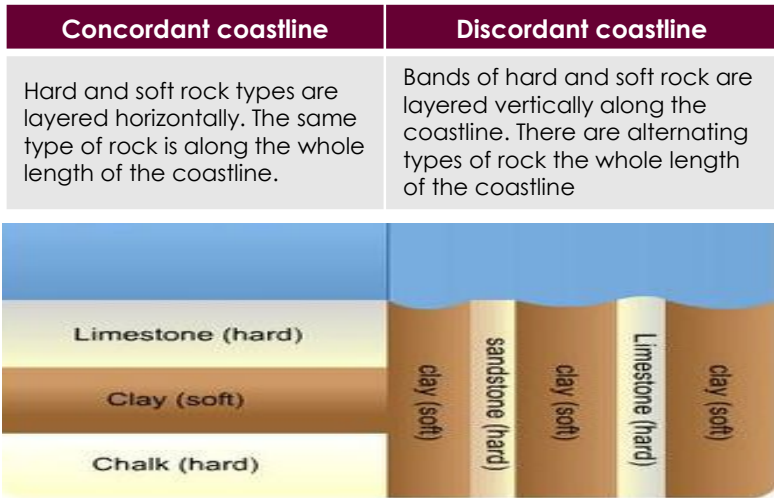 Concordant coastline
Discordant coastline
Hard and soft rock types are
layered horizontally. The same
type of rock is along the whole
length of the coastline.
Bands of hard and soft rock are
layered vertically along the
coastline. There are alternating
types of rock the whole length
of the coastline
Limestone (hard)
Clay (soft)
Chalk (hard)
clay (soft)
sandstone (hard)
clay (soft)
Limestone (hard)
clay (soft)